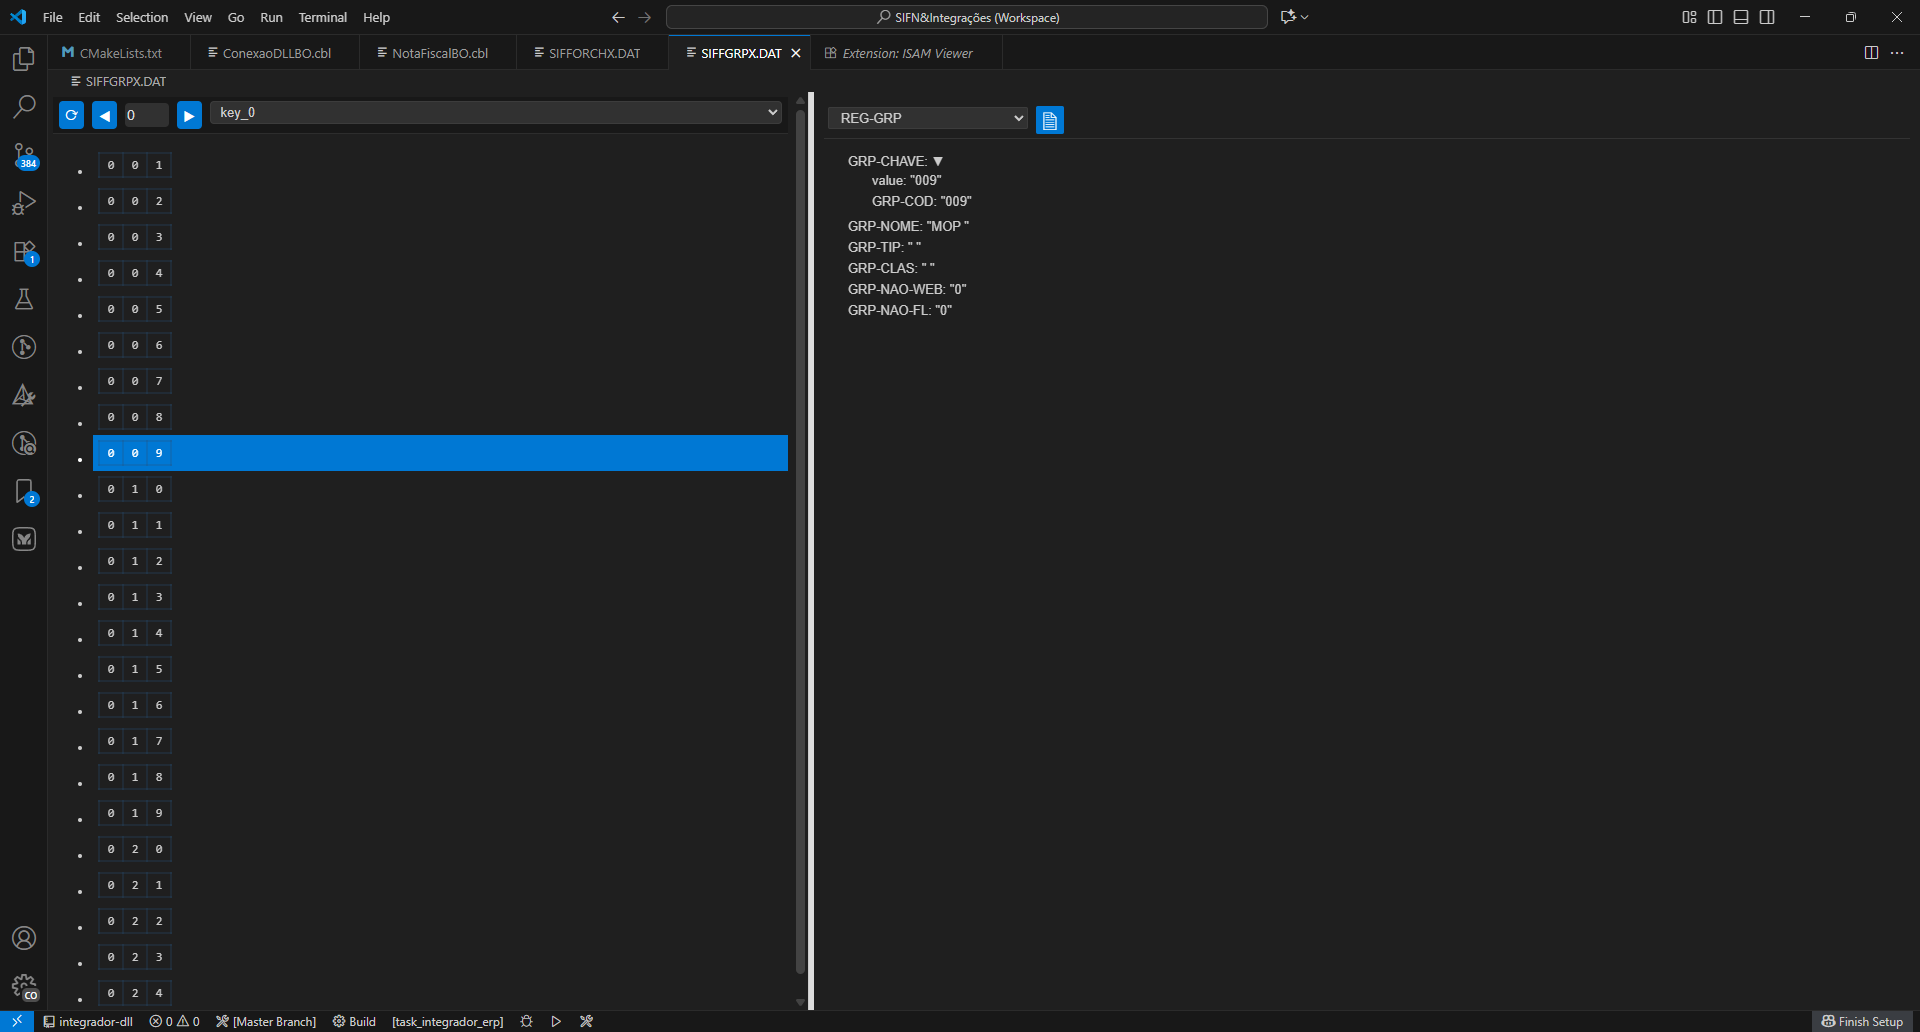 File Edit Selection View Go Run Terminal Help
SIFN&Integrações (Workspace)
CMakeLists.txt
ConexaoDLLBO.cbl
NotaFiscalBO.cbl
SIFFORCHX.DAT
SIFFGRPX.DAT
Extension: ISAM Viewer
SIFFGRPX.DAT
0
key_0
REG-GRP
0 0 1
0 0 2
0 0 3
0 0 4
0 0 5
0 0 6
0 0 7
0 0 8
0 0 9
0 1 0
0 1 1
0 1 2
0 1 3
0 1 4
0 1 5
0 1 6
0 1 7
0 1 8
0 1 9
0 2 0
0 2 1
0 2 2
0 2 3
0 2 4
GRP-CHAVE: ▼
value: "009"
GRP-COD: "009"
GRP-NOME: "MOP "
GRP-TIP: " "
GRP-CLAS: " "
GRP-NAO-WEB: "0"
GRP-NAO-FL: "0"
384
1
2
CO
integrador-dll 0 0 [Master Branch] Build [task_integrador_erp] Finish Setup